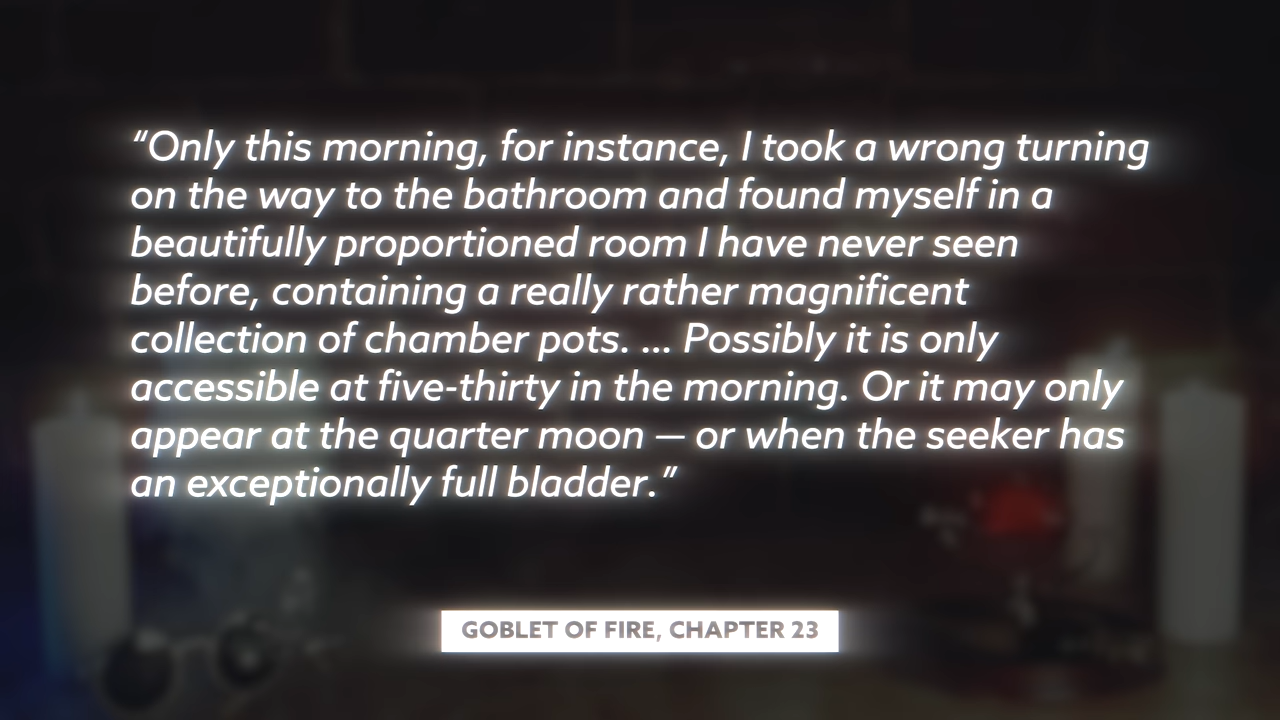 “Only this morning, for instance, I took a wrong turning
on the way to the bathroom and found myself in a
beautifully proportioned room I have never seen
before, containing a really rather magnificent
collection of chamber pots. ... Possibly it is only
accessible at five-thirty in the morning. Or it may only
appear at the quarter moon — or when the seeker has
an exceptionally full bladder.”
GOBLET OF FIRE, CHAPTER 23